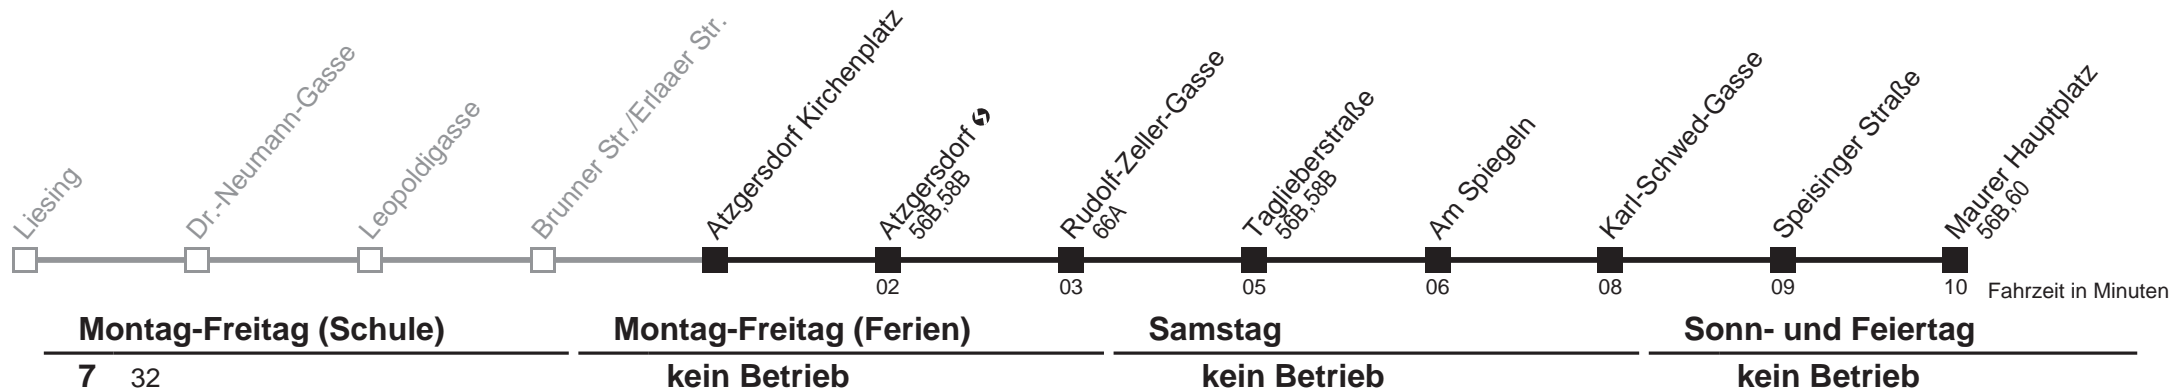 Liesing
Dr.-Neumann-Gasse
Leopoldigasse
Brunner Str./Erlaaer Str.
Atzgersdorf Kirchenplatz
Atzgersdorf
56B,58B
Rudolf-Zeller-Gasse
66A
Taglieberstraße
56B,58B
Am Spiegeln
Karl-Schwed-Gasse
Speisinger Straße
Maurer Hauptplatz
56B,60
02 03 05 06 08 09 10 Fahrzeit in Minuten
Montag-Freitag (Schule) Montag-Freitag (Ferien) Samstag Sonn- und Feiertag
7 32 kein Betrieb kein Betrieb kein Betrieb